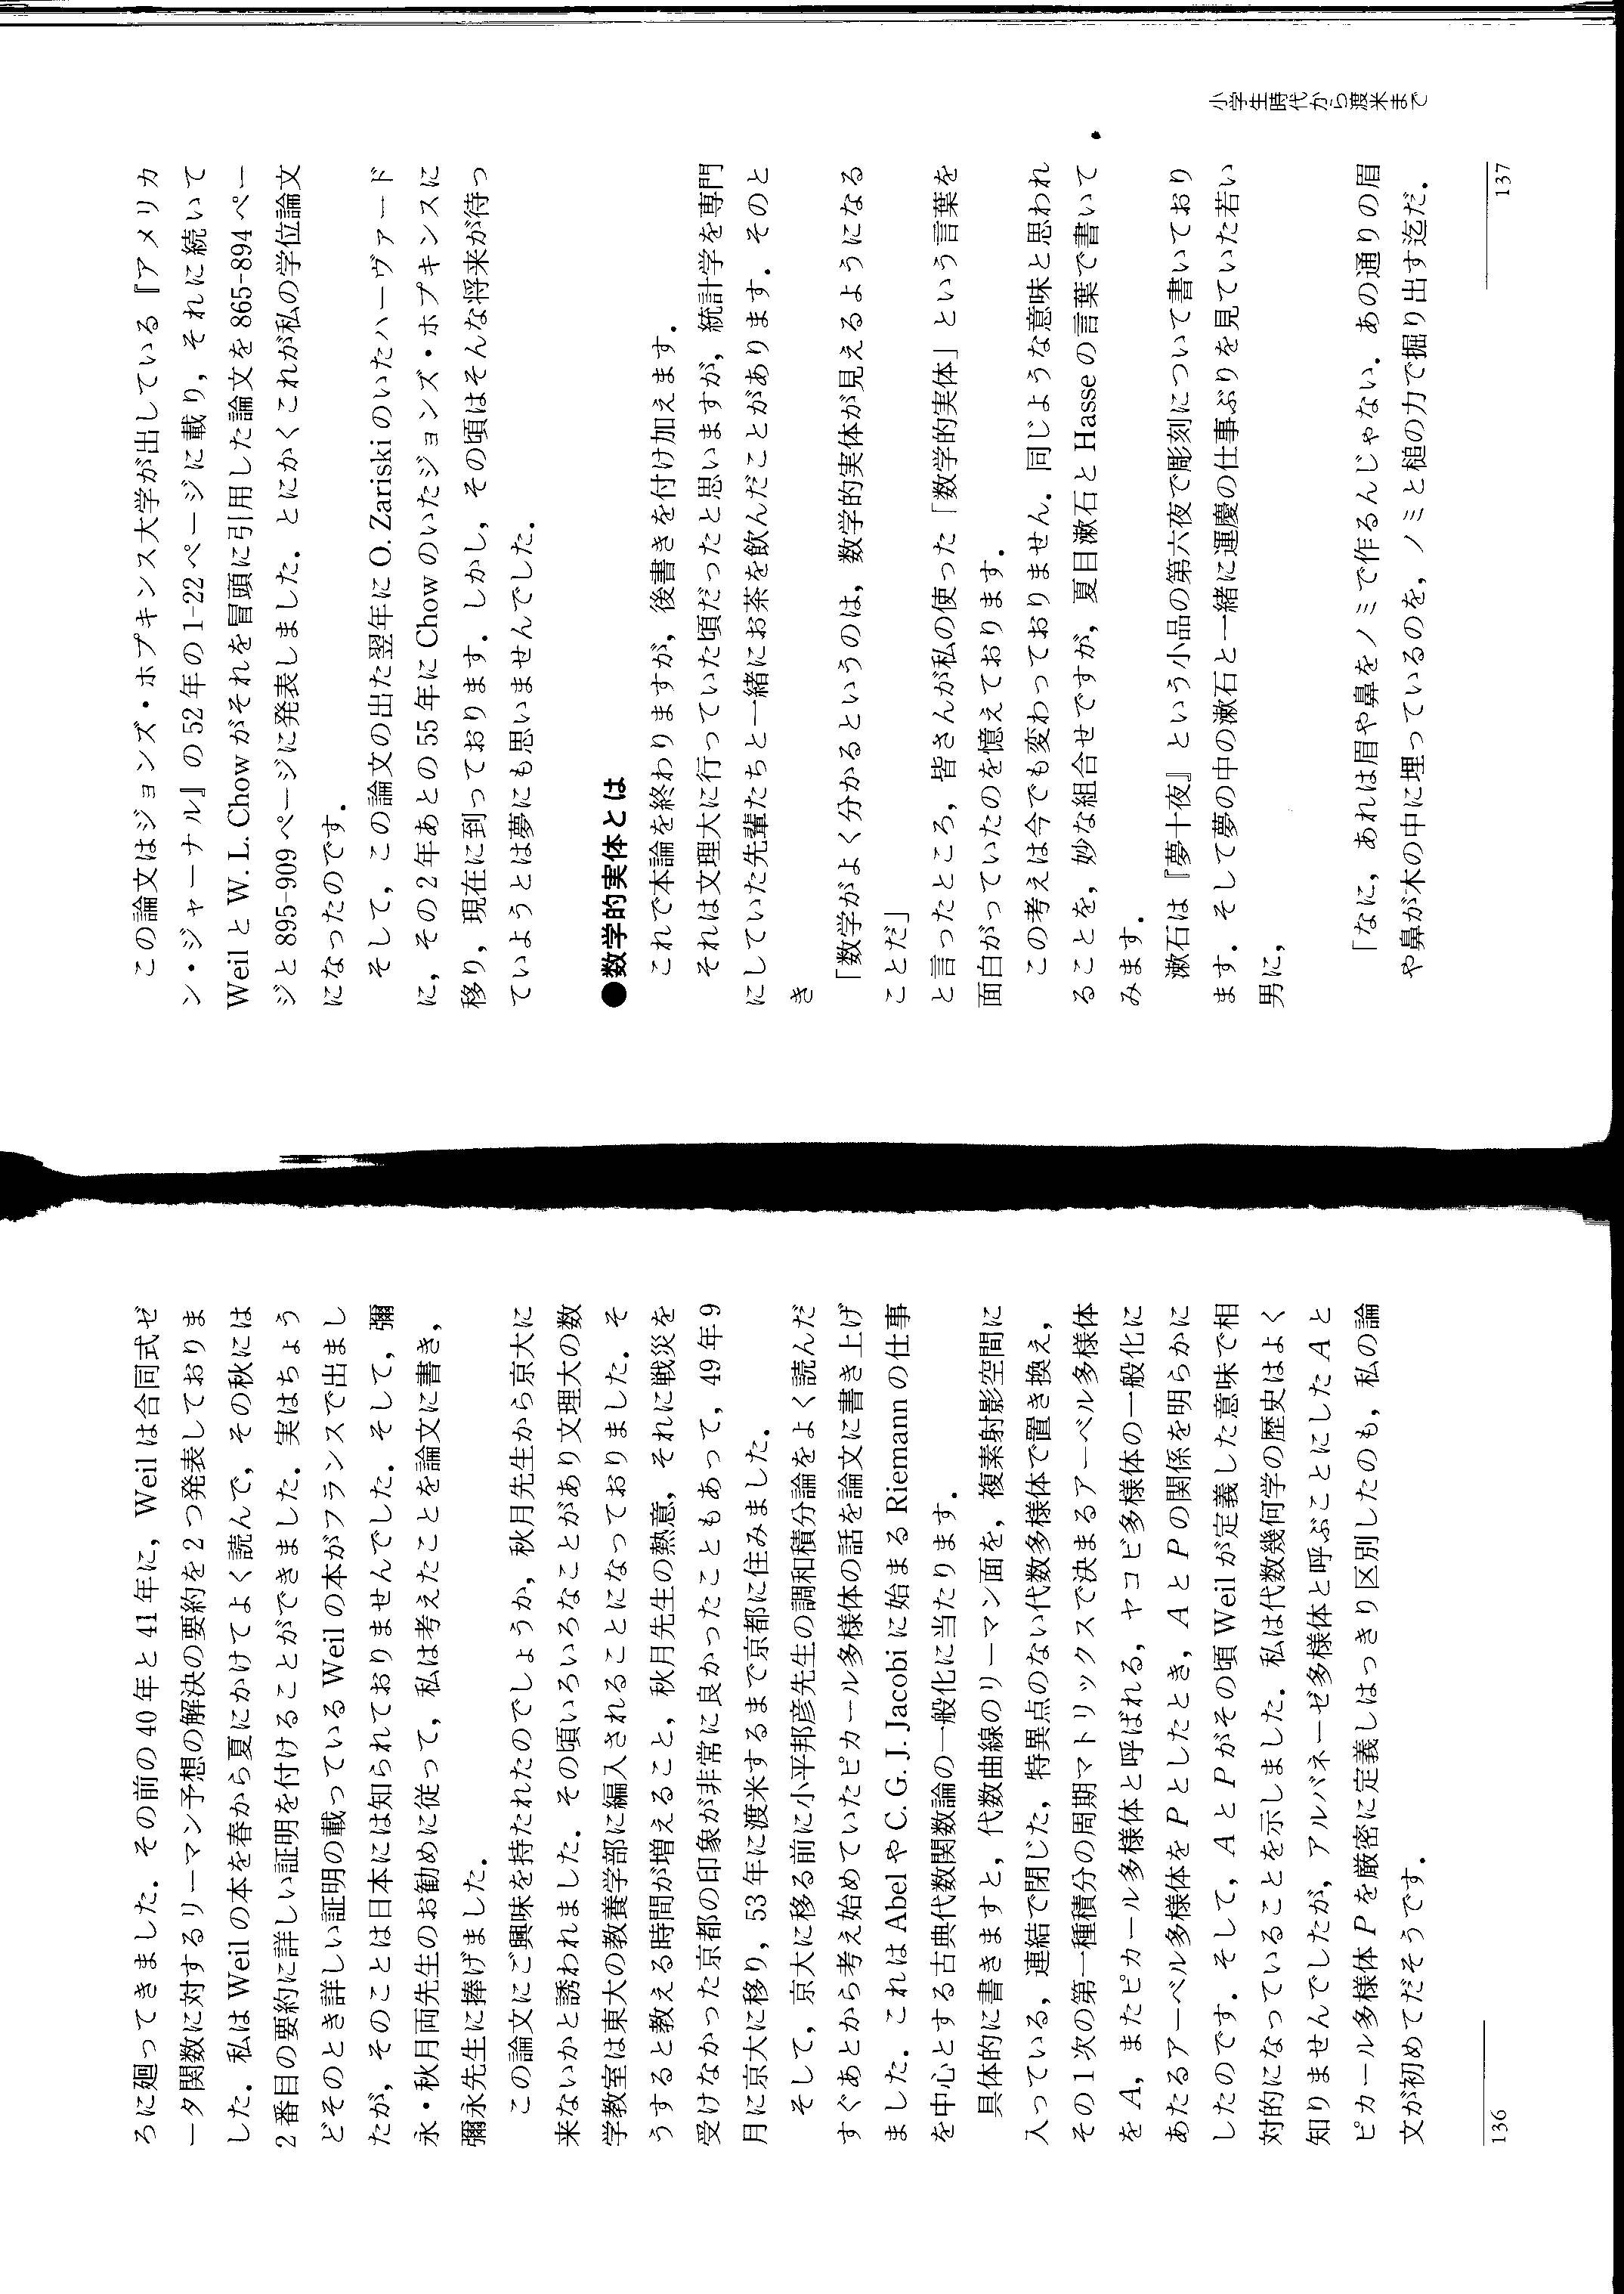 ろに廻ってきました．その前の40年と41年に，Weilは合同式ゼ
ータ関数に対するリーマン予想の解決の要約を2つ発表しておりま
した．私はWeilの本を春から夏にかけてよく読んで，その秋には
2番目の要約に詳しい証明を付けることができました．実はちょう
どそのとき詳しい証明の載っているWeilの本がフランスで出まし
たが，そのことは日本には知られておりませんでした．そして，彌
永・秋月両先生のお勧めに従って，私は考えたことを論文に書き，
彌永先生に捧げました．
この論文にご興味を持たれたのでしょうか，秋月先生から京大に
来ないかと誘われました．その頃いろいろなことがあり文理大の数
学教室は東大の教養学部に編入されることになっておりました．そ
うすると教える時間が増えること，秋月先生の熱意，それに戦災を
受けなかった京都の印象が非常に良かったこともあって，49年9
月に京大に移り，53年に渡米するまで京都に住みました．
そして，京大に移る前に小平邦彦先生の調和積分論をよく読んだ
すぐあとから考え始めていたピカール多様体の話を論文に書き上げ
ました．これはAbelやC. G. J. Jacobiに始まるRiemannの仕事
を中心とする古典代数関数論の一般化に当たります．
具体的に書きますと，代数曲線のリーマン面を，複素射影空間に
入っている，連結で閉じた，特異点のない代数多様体で置き換え，
その1次の第一種積分の周期マトリックスで決まるアーベル多様体
をA，またピカール多様体と呼ばれる，ヤコビ多様体の一般化に
あたるアーベル多様体をPとしたとき，AとPの関係を明らかに
したのです．そして，AとPがその頃Weilが定義した意味で相
対的になっていることを示しました．私は代数幾何学の歴史はよく
知りませんでしたが，アルバネーゼ多様体と呼ぶことにしたAと
ピカール多様体Pを厳密に定義しはっきり区別したのも，私の論
文が初めてだそうです．
136
この論文はジョンズ・ホプキンス大学が出している『アメリカ
ン・ジャーナル』の52年の1-22ページに載り，それに続いて
WeilとW. L. Chowがそれを冒頭に引用した論文を865-894ペー
ジと895-909ページに発表しました．とにかくこれが私の学位論文
になったのです．
そして，この論文の出た翌年にO. Zariskiのいたハーヴァード
に，その2年あとの55年にChowのいたジョンズ・ホプキンスに
移り，現在に到っております．しかし，その頃はそんな将来が待っ
ていようとは夢にも思いませんでした．
●数学的実体とは
これで本論を終わりますが，後書きを付け加えます．
それは文理大に行っていた頃だったと思いますが，統計学を専門
にしていた先輩たちと一緒にお茶を飲んだことがあります．そのと
き
「数学がよく分かるというのは，数学的実体が見えるようになる
ことだ」
と言ったところ，皆さんが私の使った「数学的実体」という言葉を
面白がっていたのを憶えております．
この考えは今でも変わっておりません．同じような意味と思われ
ることを，妙な組合せですが，夏目漱石とHasseの言葉で書いて
みます．
漱石は『夢十夜』という小品の第六夜で彫刻について書いており
ます．そして夢の中の漱石と一緒に運慶の仕事ぶりを見ていた若い
男に，
「なに，あれは眉や鼻をノミで作るんじゃない．あの通りの眉
や鼻が木の中に埋っているのを，ノミと槌の力で掘り出す迄だ．
小学生時代から渡米まで
137